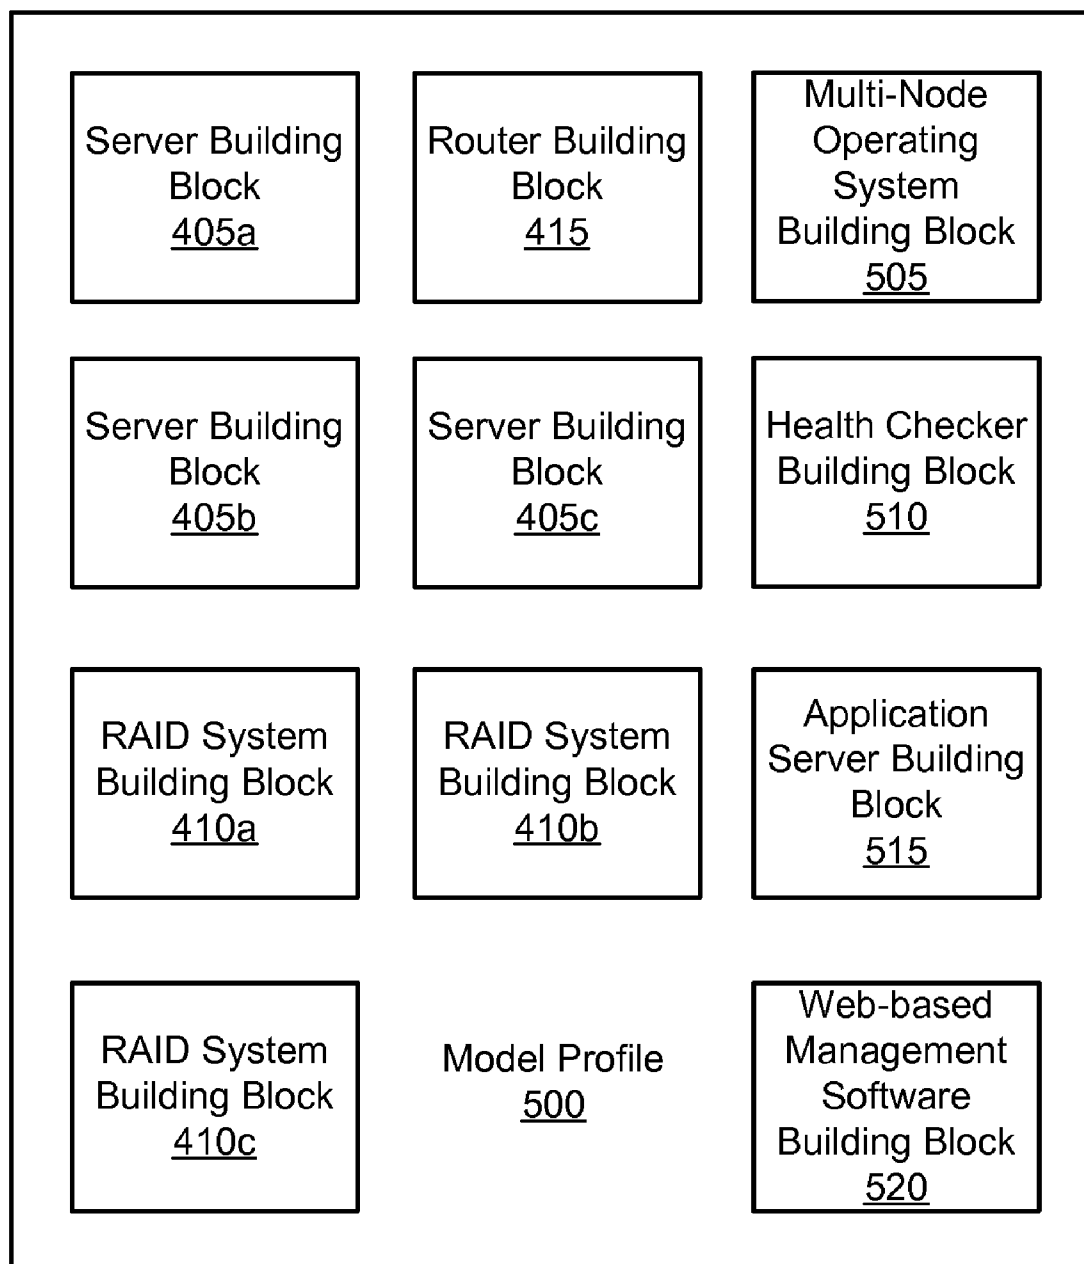 Server Building
Block
405a
Router Building
Block
415
Multi-Node
Operating
System
Building Block
505
Server Building
Block
405b
Server Building
Block
405c
Health Checker
Building Block
510
RAID System
Building Block
410a
RAID System
Building Block
410b
Application
Server Building
Block
515
RAID System
Building Block
410c
Model Profile
500
Web-based
Management
Software
Building Block
520